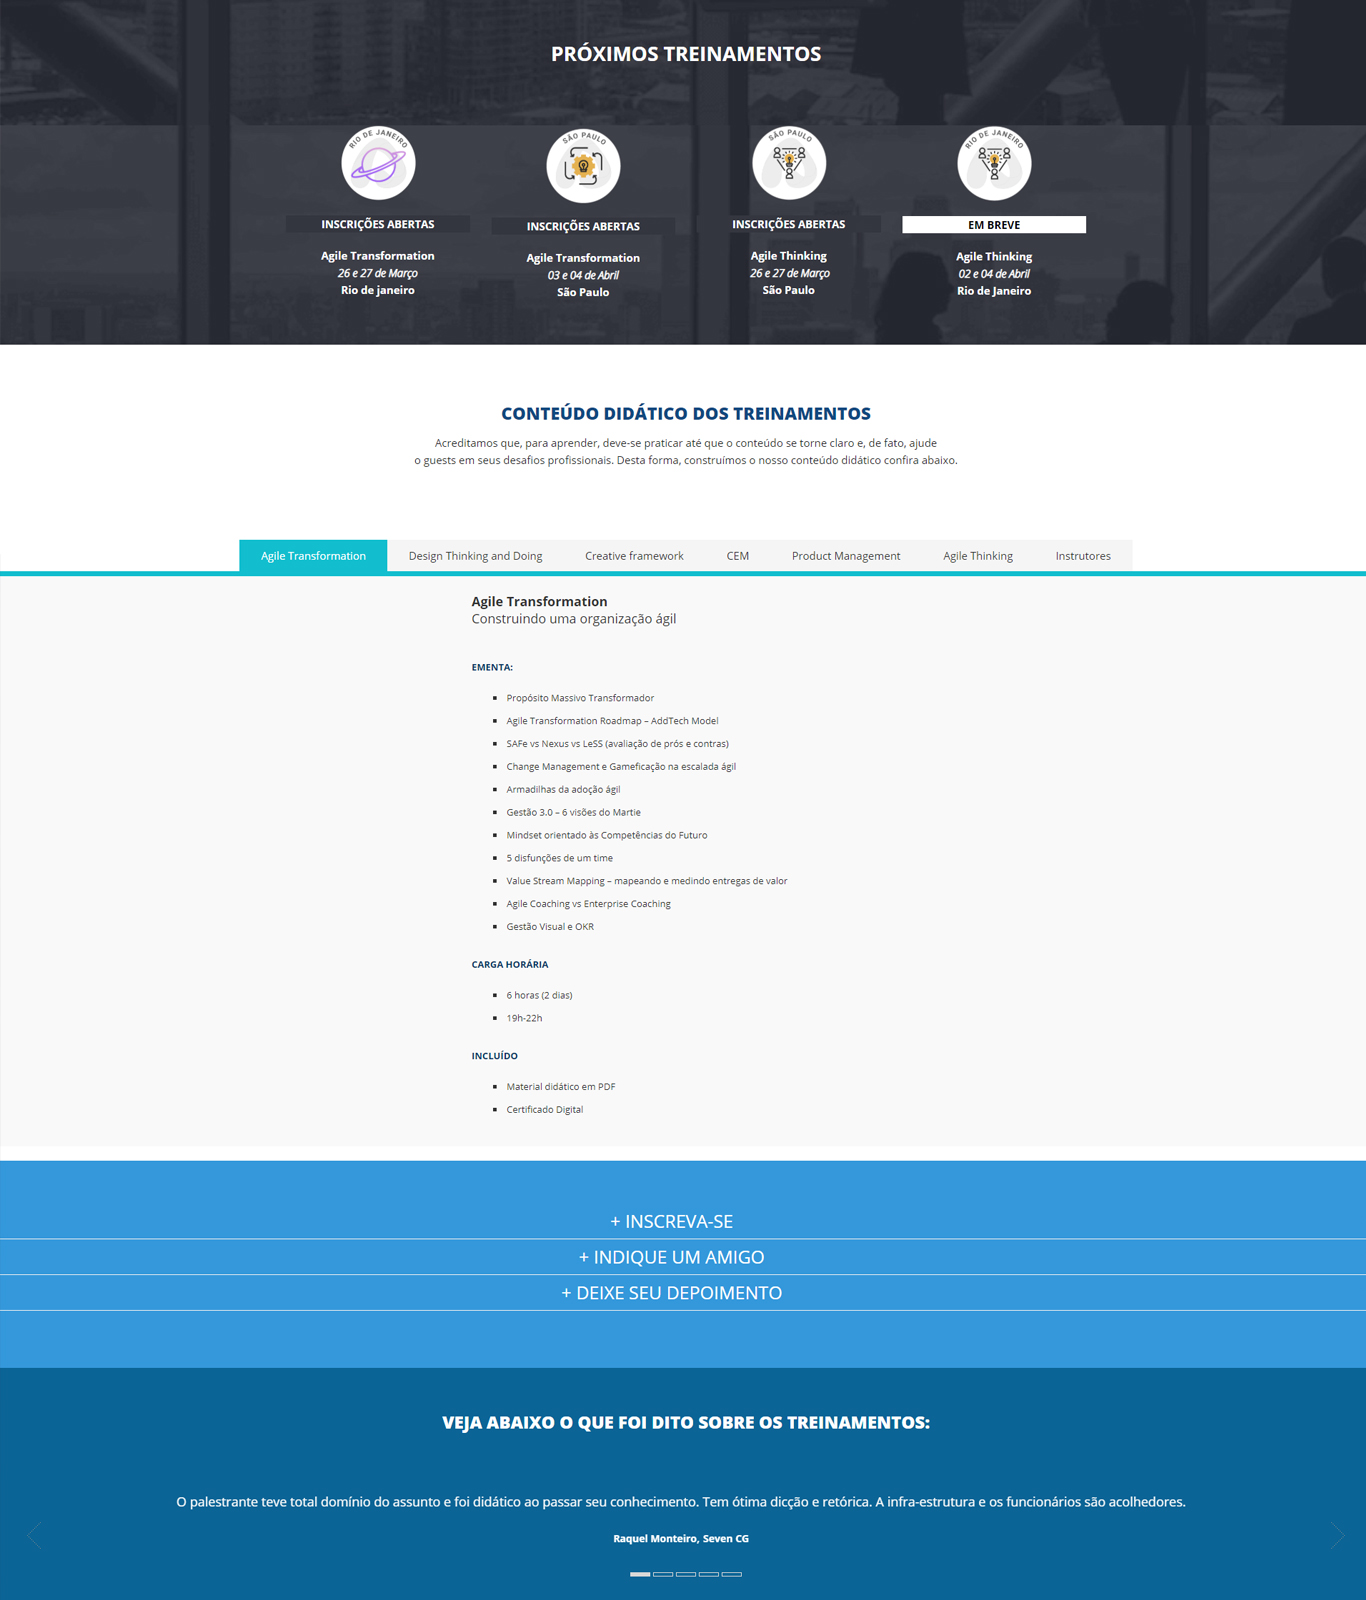 PRÓXIMOS TREINAMENTOS
RIO DE JANEIRO
INSCRIÇÕES ABERTAS
Agile Transformation
26 e 27 de Março
Rio de janeiro
SÃO PAULO
INSCRIÇÕES ABERTAS
Agile Transformation
03 e 04 de Abril
São Paulo
SÃO PAULO
INSCRIÇÕES ABERTAS
Agile Thinking
26 e 27 de Março
São Paulo
RIO DE JANEIRO
EM BREVE
Agile Thinking
02 e 04 de Abril
Rio de Janeiro
CONTEÚDO DIDÁTICO DOS TREINAMENTOS
Acreditamos que, para aprender, deve-se praticar até que o conteúdo se torne claro e, de fato, ajude
o guests em seus desafios profissionais. Desta forma, construímos o nosso conteúdo didático confira abaixo.
Agile Transformation
Design Thinking and Doing
Creative framework
CEM
Product Management
Agile Thinking
Instrutores
Agile Transformation
Construindo uma organização ágil
EMENTA:
Propósito Massivo Transformador
Agile Transformation Roadmap – AddTech Model
SAFe vs Nexus vs LeSS (avaliação de prós e contras)
Change Management e Gameficação na escalada ágil
Armadilhas da adoção ágil
Gestão 3.0 – 6 visões do Martie
Mindset orientado às Competências do Futuro
5 disfunções de um time
Value Stream Mapping – mapeando e medindo entregas de valor
Agile Coaching vs Enterprise Coaching
Gestão Visual e OKR
CARGA HORÁRIA
6 horas (2 dias)
19h-22h
INCLUÍDO
Material didático em PDF
Certificado Digital
+ INSCREVA-SE
+ INDIQUE UM AMIGO
+ DEIXE SEU DEPOIMENTO
VEJA ABAIXO O QUE FOI DITO SOBRE OS TREINAMENTOS:
O palestrante teve total domínio do assunto e foi didático ao passar seu conhecimento. Tem ótima dicção e retórica. A infra-estrutura e os funcionários são acolhedores.
Raquel Monteiro, Seven CG